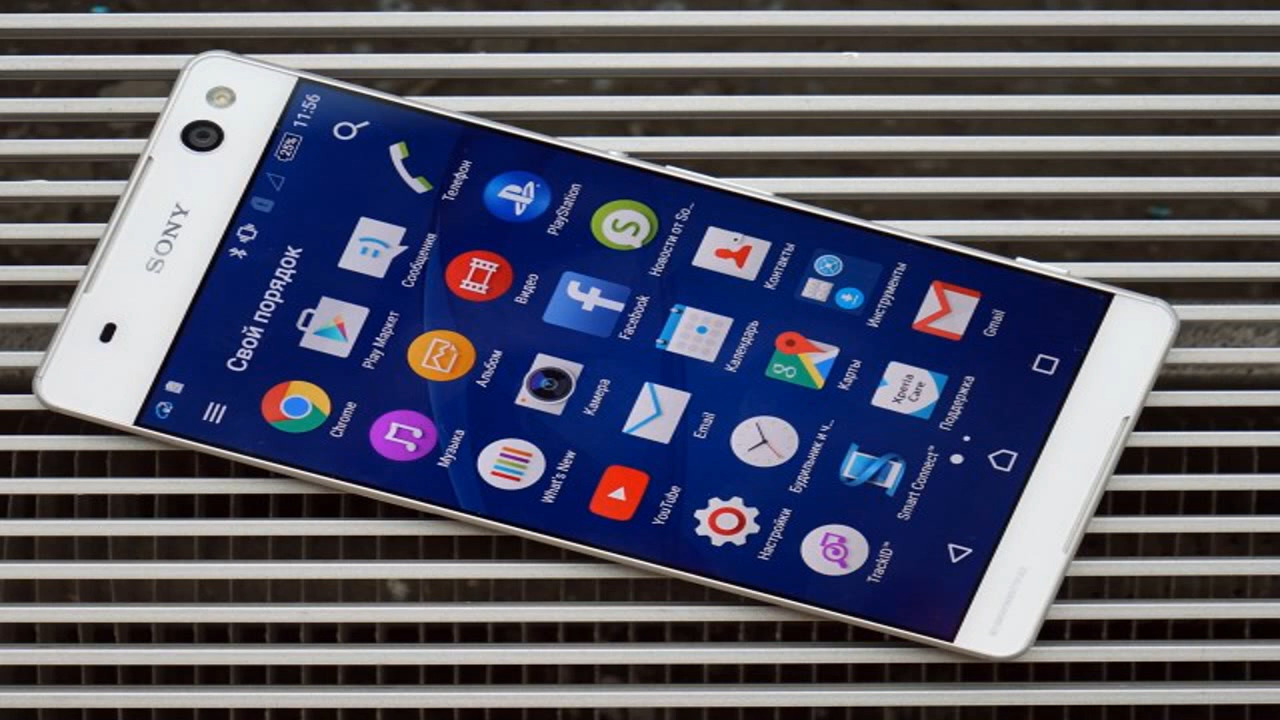 SONY
25% 11:56
Свой порядок
Chrome Play Маркет Сообщения Телефон
Музыка Альбом Видео PlayStation
What's New Камера Facebook Новости от So...
YouTube Email Календарь Контакты
Настройки Будильник и ч... Карты Инструменты
Xperia
Care
TrackID™ Smart Connect™ Поддержка Gmail